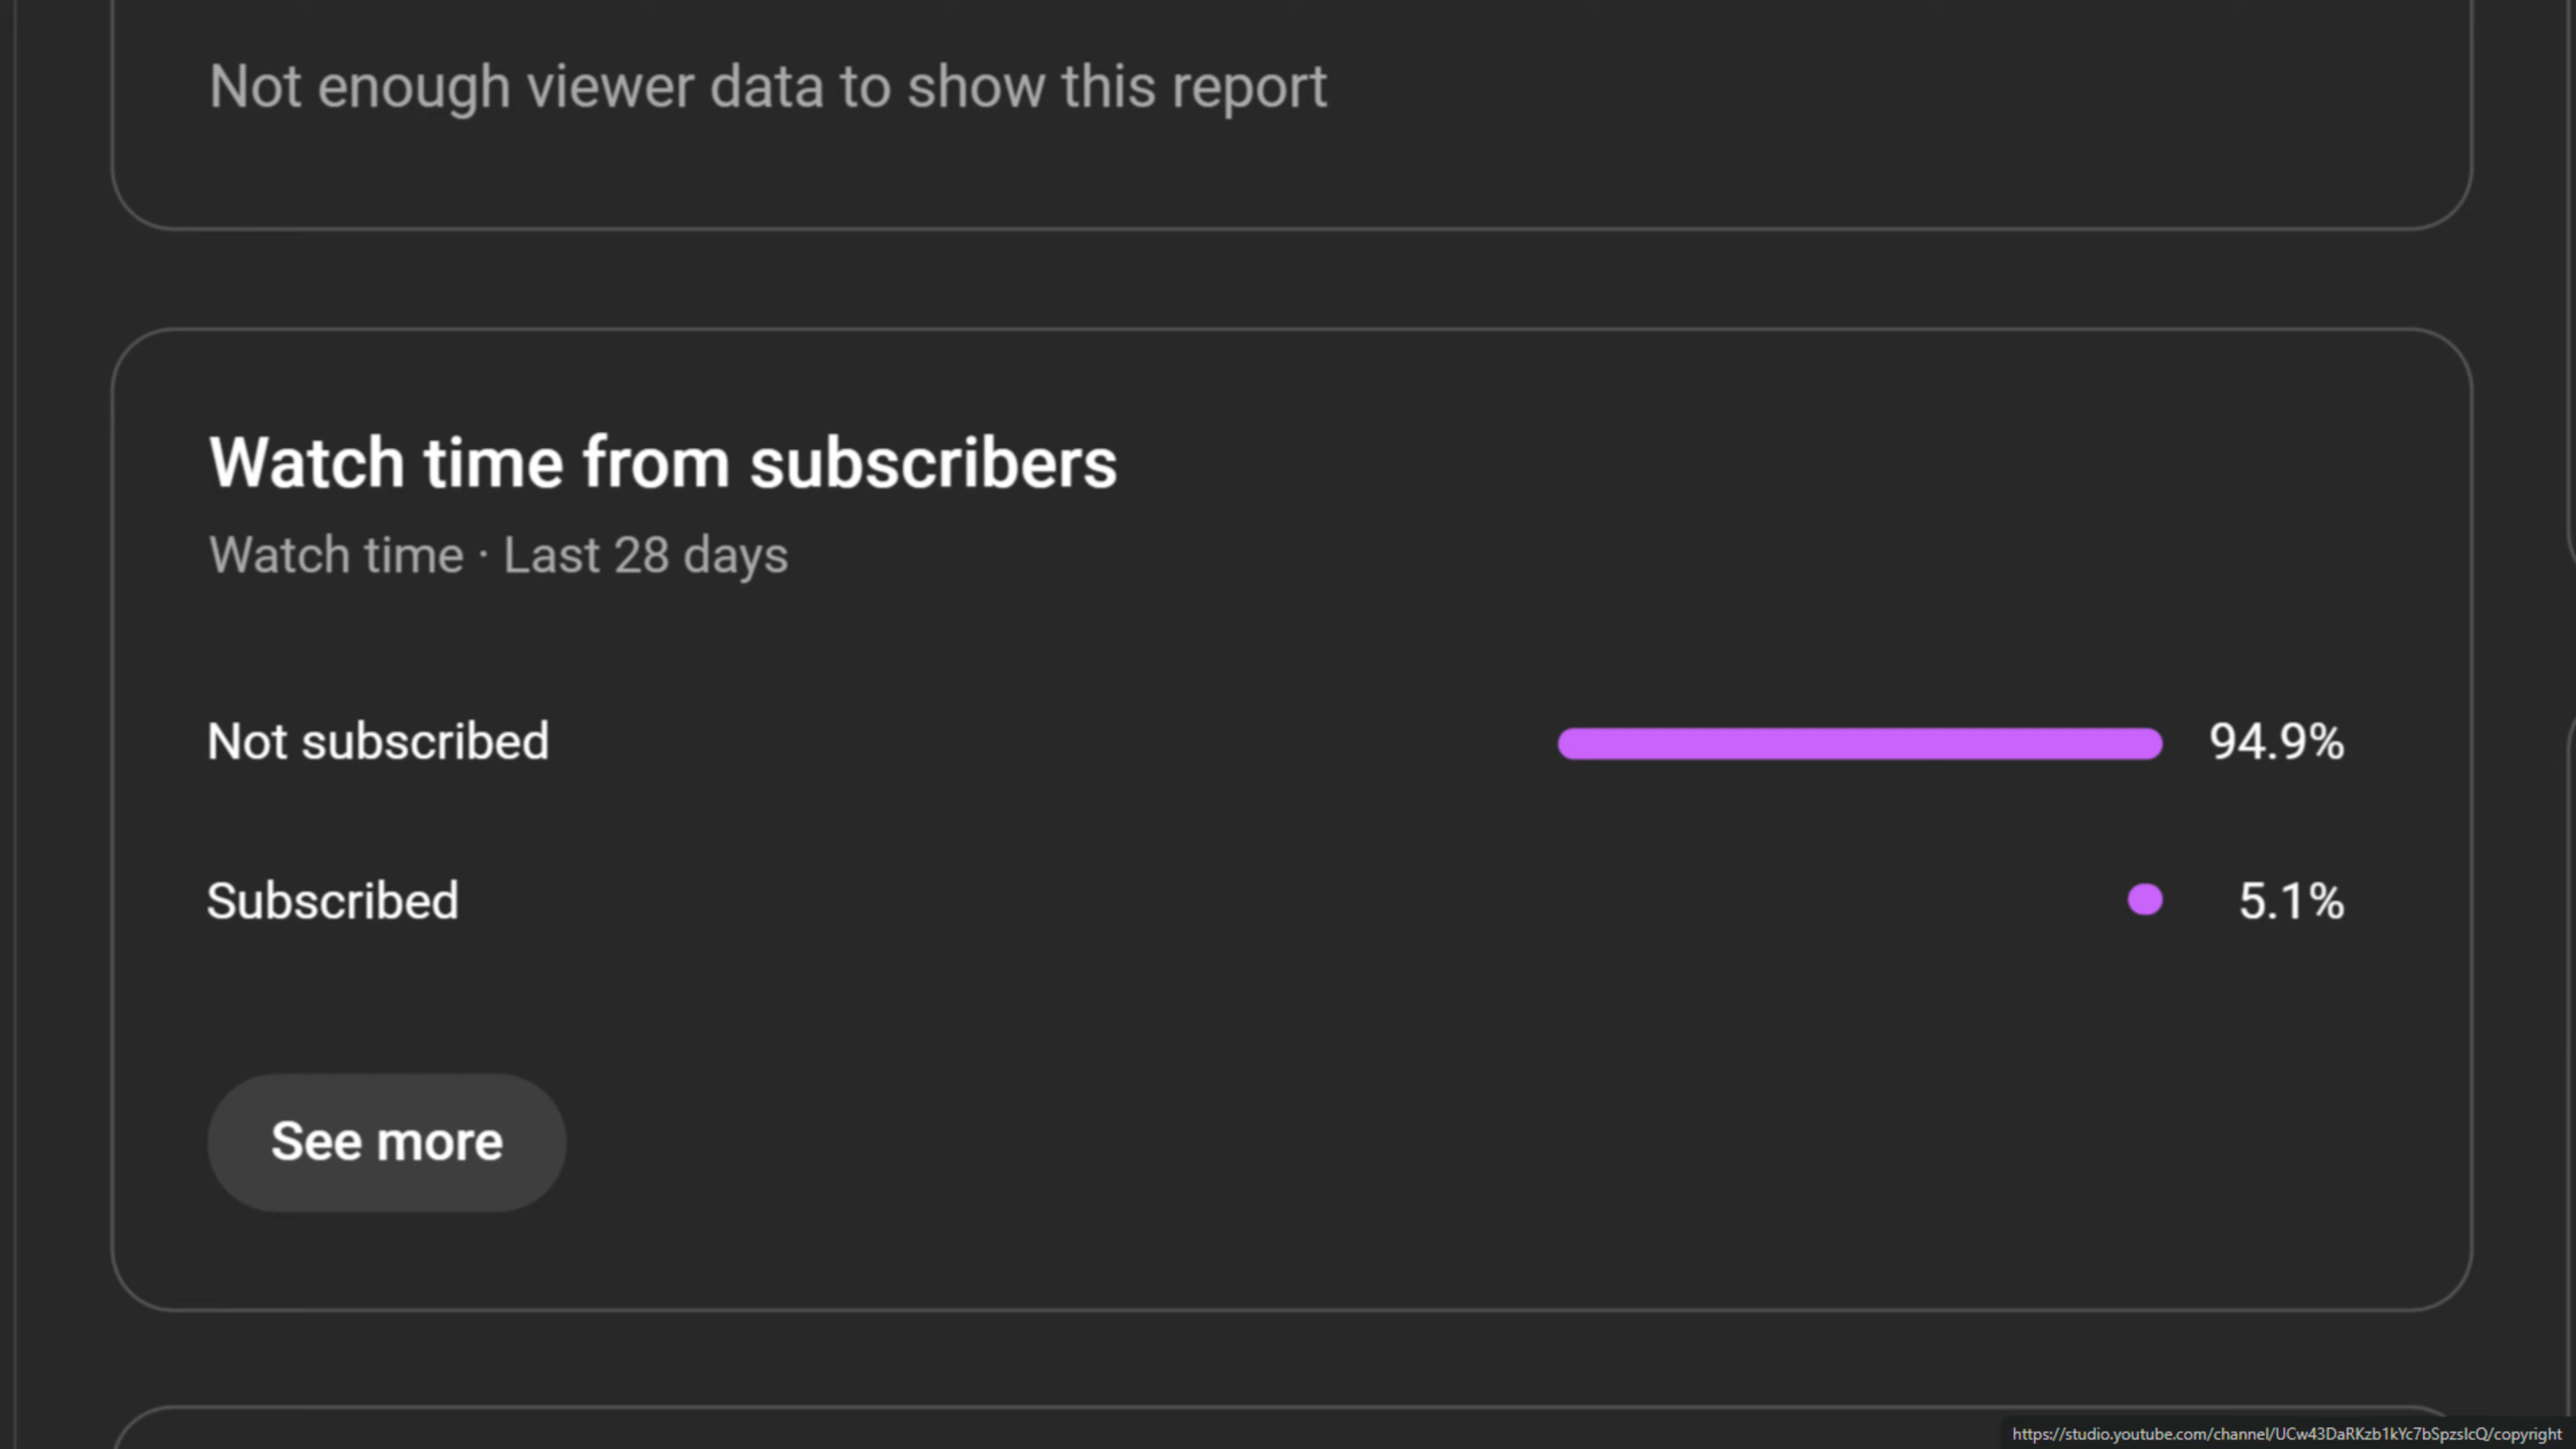 Not enough viewer data to show this report
Watch time from subscribers
Watch time · Last 28 days
Not subscribed 94.9%
Subscribed 5.1%
See more
https://studio.youtube.com/channel/UCw43DaRKzb1kYc7bSpzsIcQ/copyright